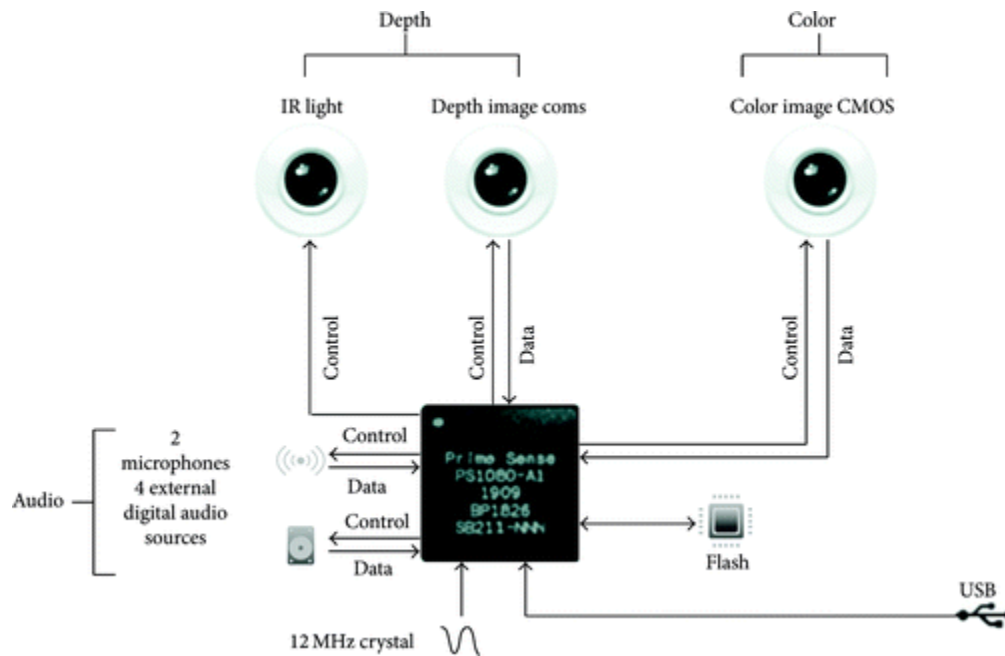 Depth
Color
IR light
Depth image coms
Color image CMOS
Control
Control
Data
Control
Data
Audio
2
microphones
4 external
digital audio
sources
Control
Data
Control
Data
Prime Sense
PS1080-A1
1909
BP1826
SB211-NNN
Flash
USB
12 MHz crystal